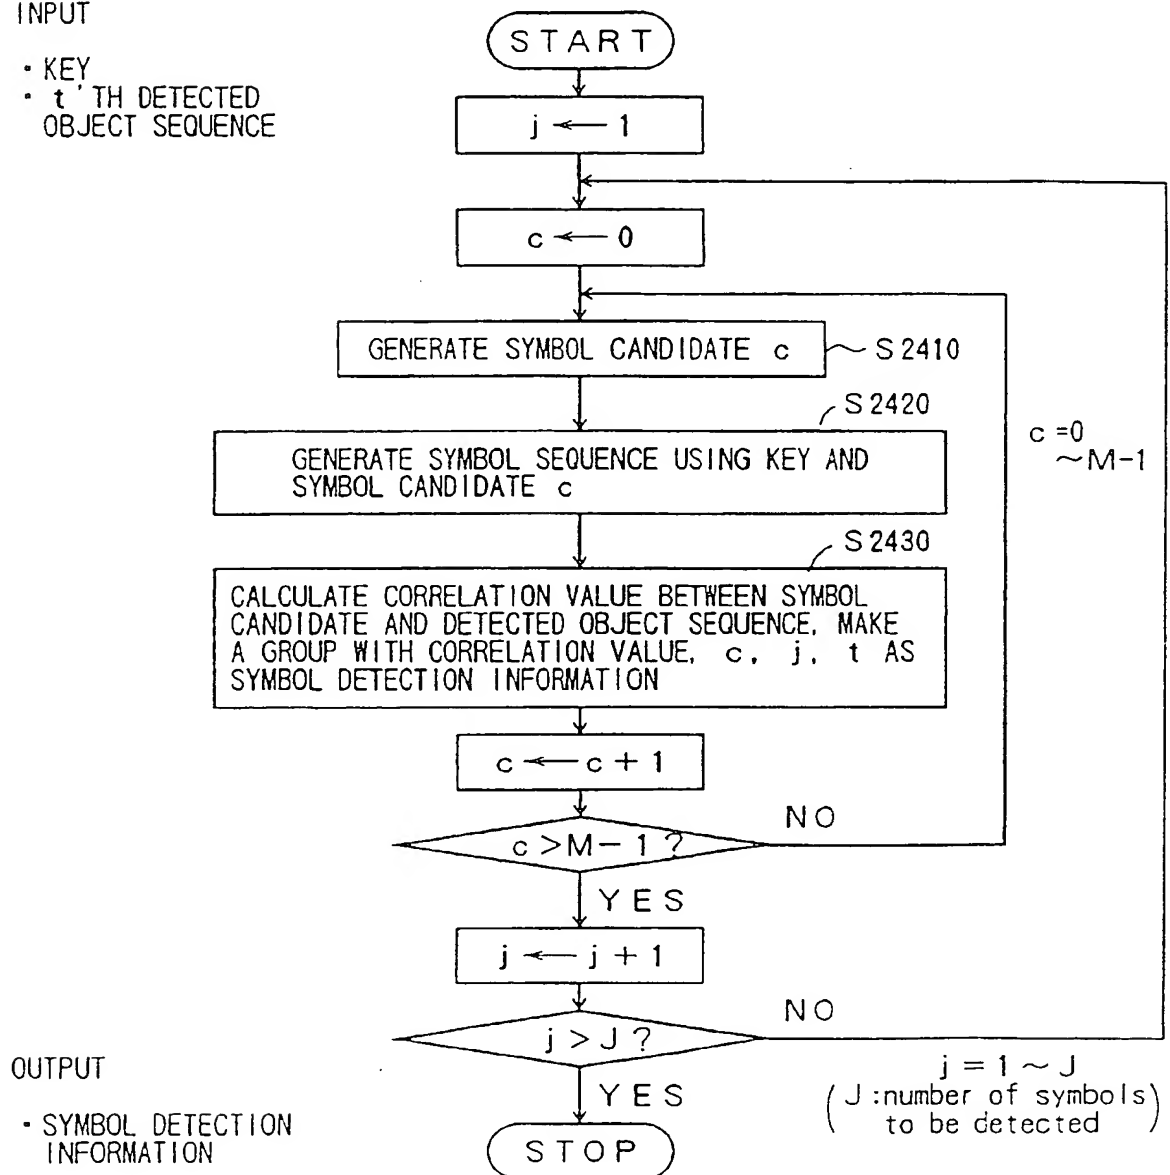 INPUT
・KEY
・t'TH DETECTED
OBJECT SEQUENCE
START
j ← 1
c ← 0
GENERATE SYMBOL CANDIDATE c
S2410
S2420
GENERATE SYMBOL SEQUENCE USING KEY AND
SYMBOL CANDIDATE c
c=0
~M-1
S2430
CALCULATE CORRELATION VALUE BETWEEN SYMBOL
CANDIDATE AND DETECTED OBJECT SEQUENCE, MAKE
A GROUP WITH CORRELATION VALUE, c, j, t AS
SYMBOL DETECTION INFORMATION
c ← c + 1
c > M - 1 ?
NO
YES
j ← j + 1
j > J ?
NO
YES
j = 1 ~ J
(J:number of symbols
to be detected)
STOP
OUTPUT
・SYMBOL DETECTION
INFORMATION